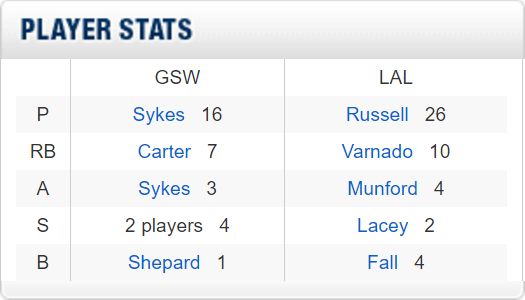 PLAYER STATS
GSW LAL
P Sykes 16 Russell 26
RB Carter 7 Varnado 10
A Sykes 3 Munford 4
S 2 players 4 Lacey 2
B Shepard 1 Fall 4